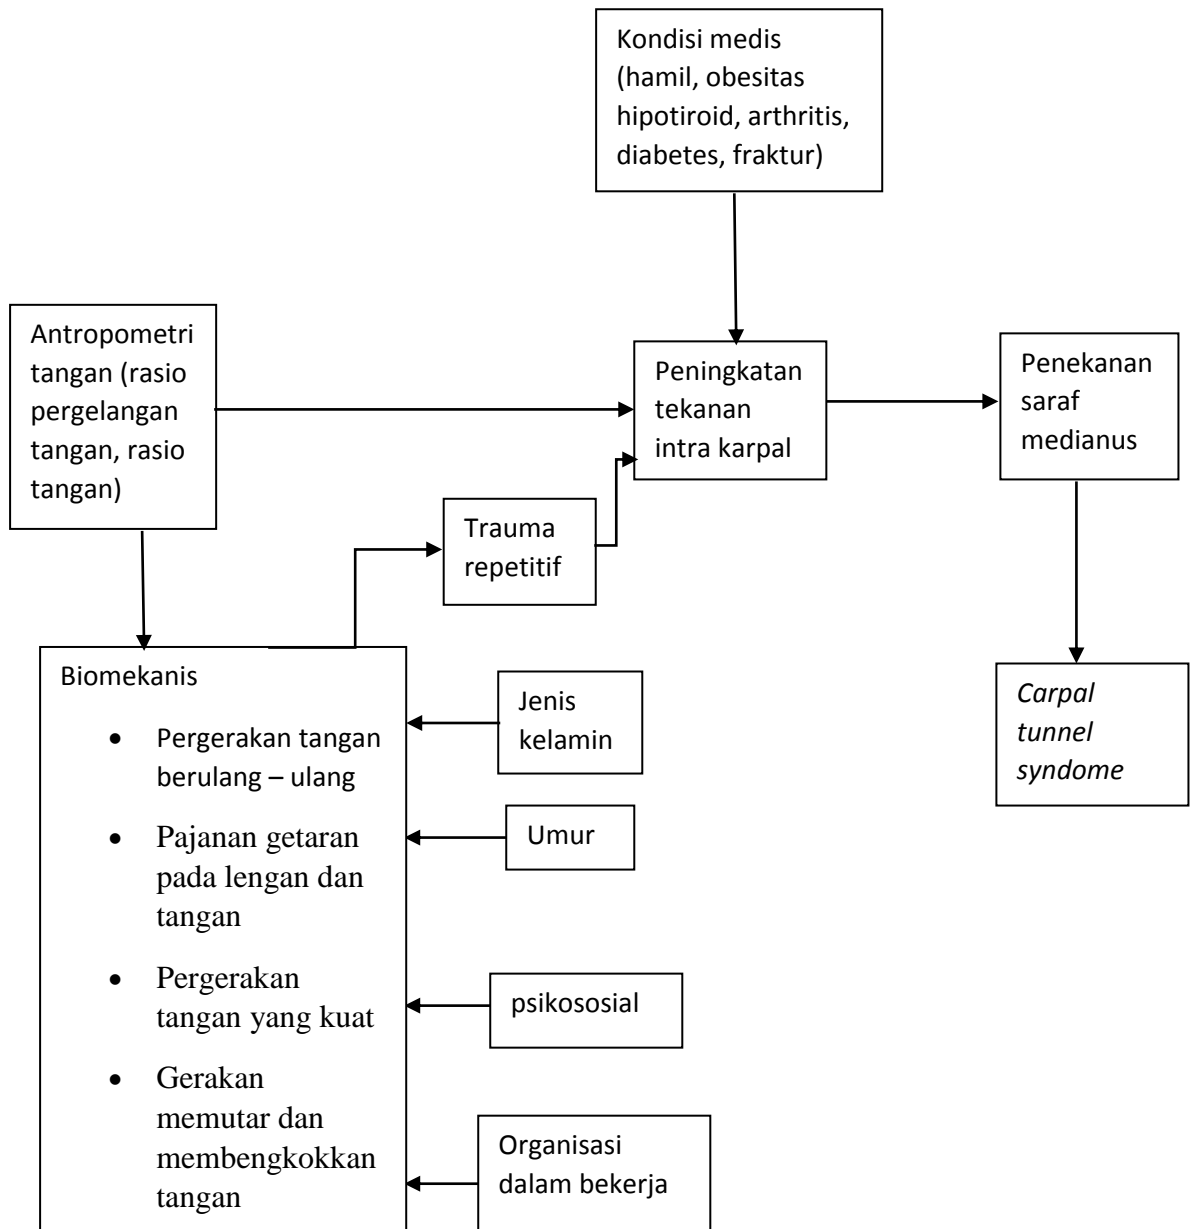 Kondisi medis
(hamil, obesitas
hipotiroid, arthritis,
diabetes, fraktur)
Antropometri
tangan (rasio
pergelangan
tangan, rasio
tangan)
Peningkatan
tekanan
intra karpal
Penekanan
saraf
medianus
Trauma
repetitif
Biomekanis
• Pergerakan tangan
berulang – ulang
• Pajanan getaran
pada lengan dan
tangan
• Pergerakan
tangan yang kuat
• Gerakan
memutar dan
membengkokkan
tangan
Jenis
kelamin
Umur
psikososial
Organisasi
dalam bekerja
Carpal
tunnel
syndome